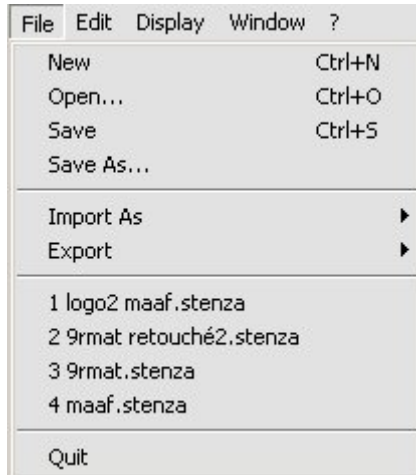 File Edit Display Window ?
New Ctrl+N
Open... Ctrl+O
Save Ctrl+S
Save As...
Import As
Export
1 logo2 maaf.stenza
2 9rmat retouché2.stenza
3 9rmat.stenza
4 maaf.stenza
Quit